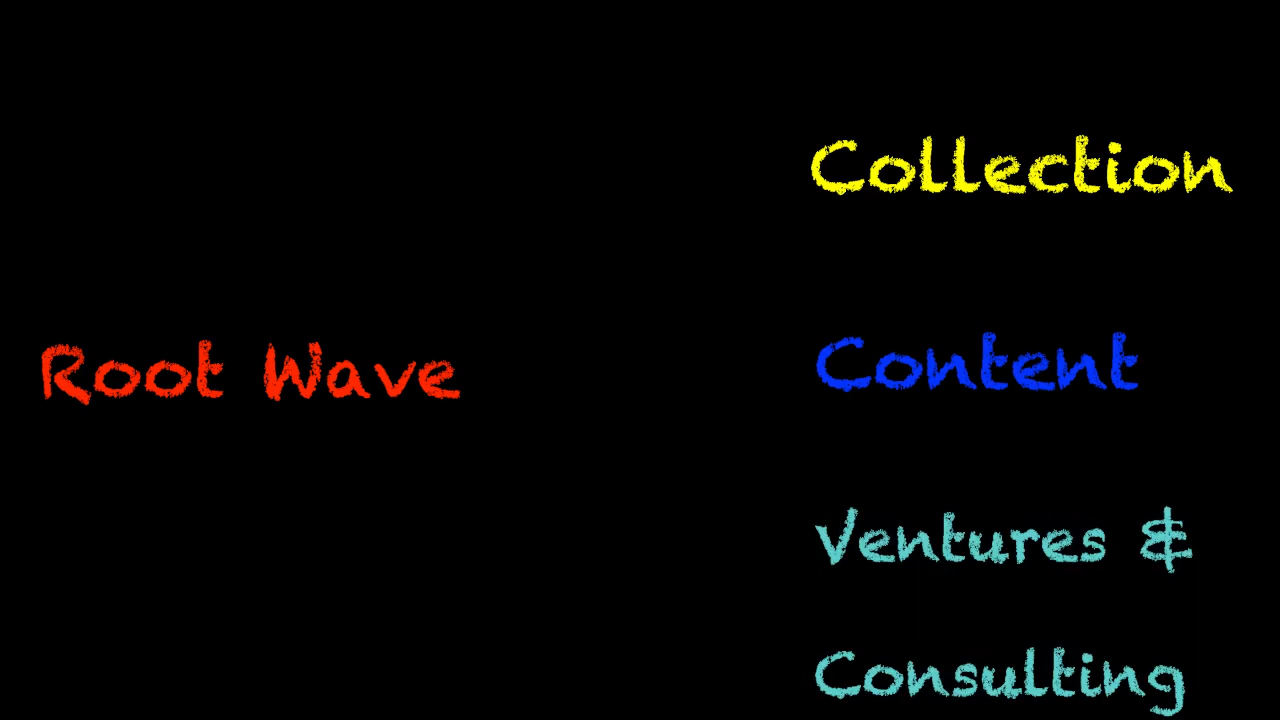 Collection
Root Wave
Content
Ventures &
Consulting